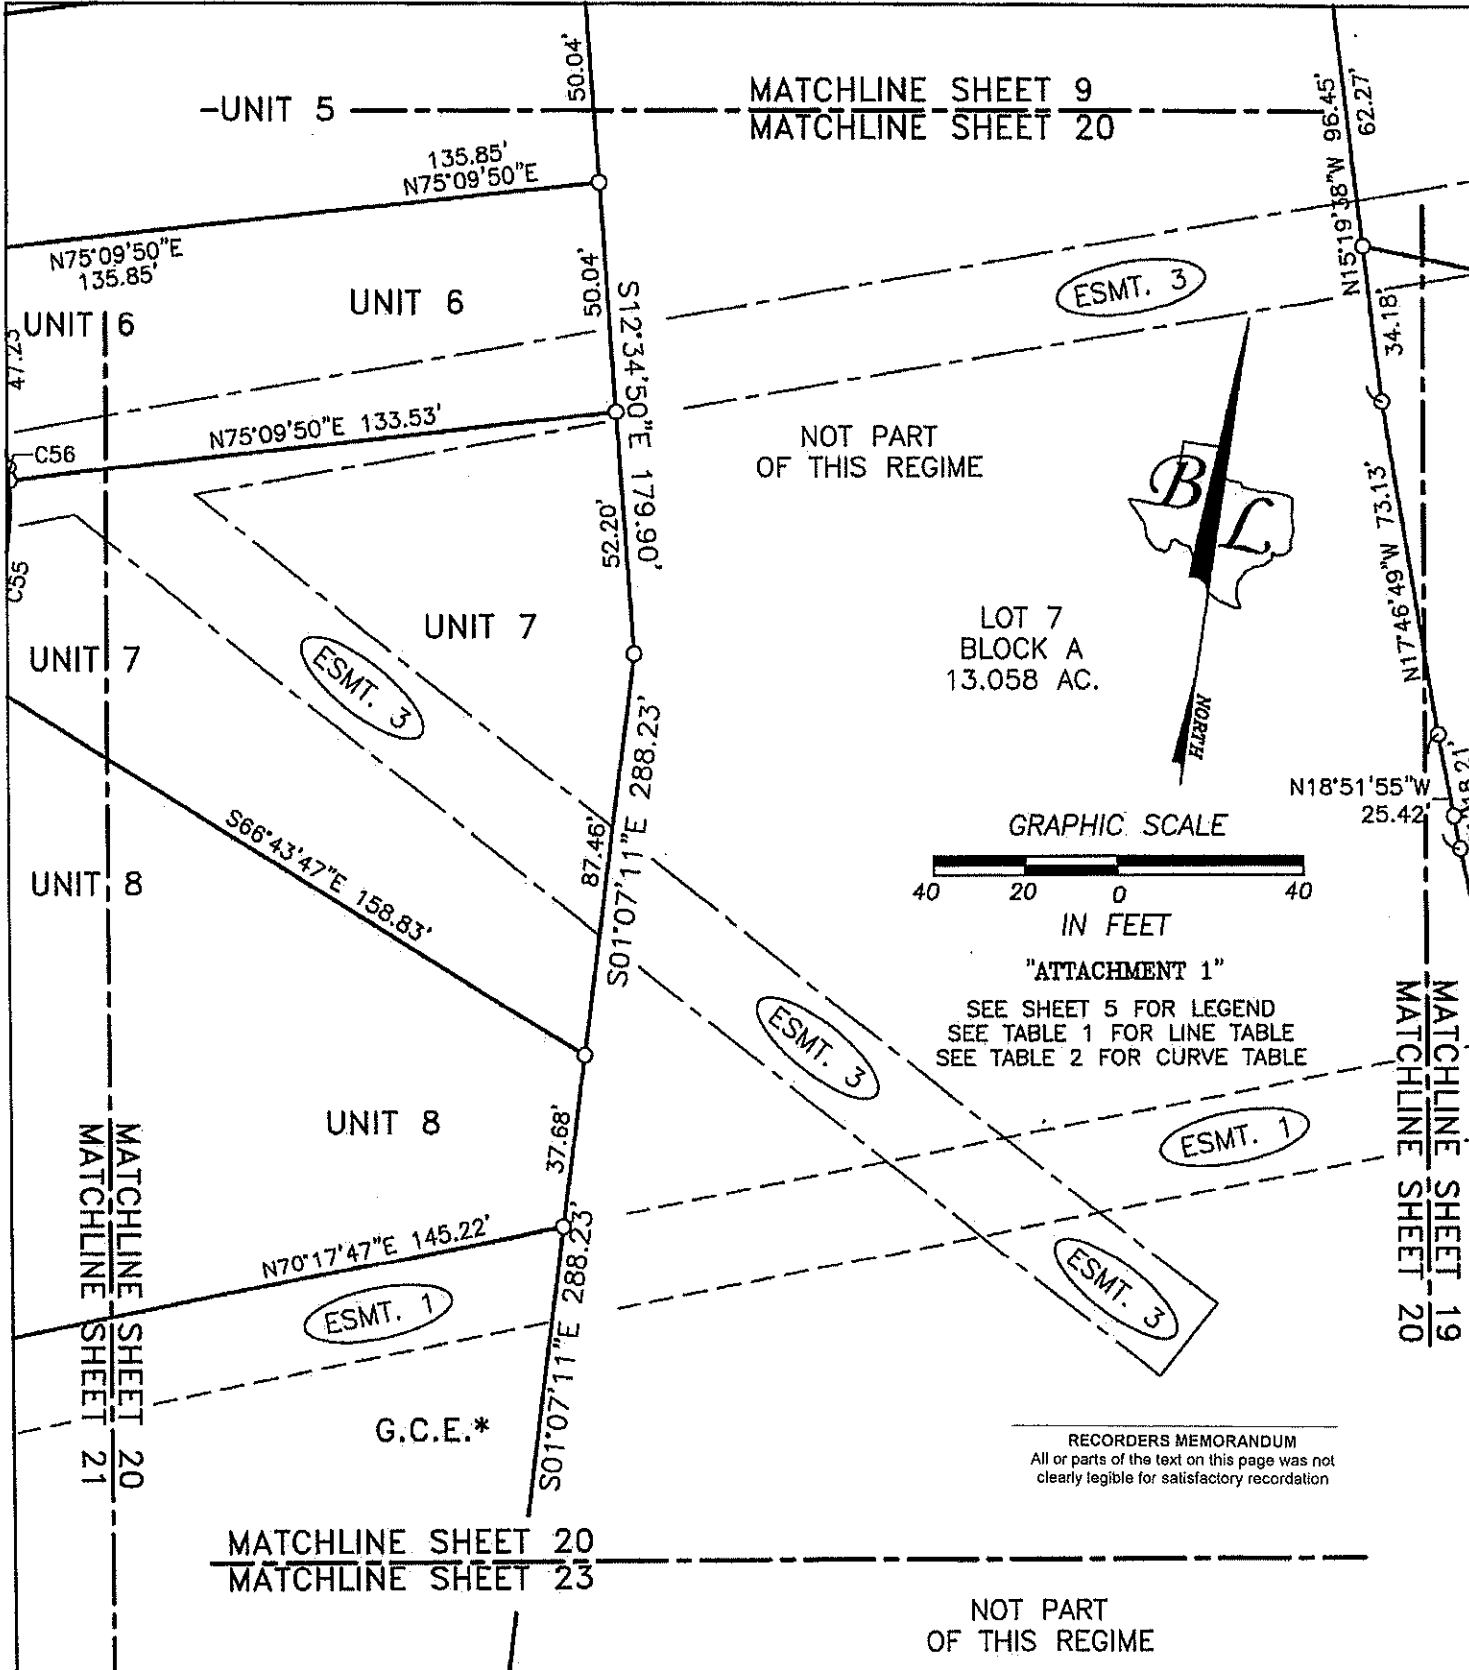 50.04'
-UNIT 5
MATCHLINE SHEET 9
MATCHLINE SHEET 20
N15°19'38"W 96.45'
62.27'
135.85'
N75°09'50"E
N75°09'50"E
135.85'
50.04'
S12°34'50"E 179.90'
ESMT. 3
UNIT 6
UNIT 6
47.23
34.18'
N75°09'50"E 133.53'
C56
NOT PART
OF THIS REGIME
B L
52.20'
N17°46'49"W 73.13'
C55
UNIT 7
UNIT 7
ESMT. 3
LOT 7
BLOCK A
13.058 AC.
NORTH
S01°07'11"E 288.23'
87.46'
N18°51'55"W
25.42'
18.21'
GRAPHIC SCALE
40 20 0 40
IN FEET
S66°43'47"E 158.83'
UNIT 8
"ATTACHMENT 1"
SEE SHEET 5 FOR LEGEND
SEE TABLE 1 FOR LINE TABLE
SEE TABLE 2 FOR CURVE TABLE
ESMT. 3
MATCHLINE SHEET 19
MATCHLINE SHEET 20
UNIT 8
37.68'
ESMT. 1
MATCHLINE SHEET 20
MATCHLINE SHEET 21
N70°17'47"E 145.22'
ESMT. 1
ESMT. 3
S01°07'11"E 288.23'
G.C.E.*
RECORDERS MEMORANDUM
All or parts of the text on this page was not
clearly legible for satisfactory recordation
MATCHLINE SHEET 20
MATCHLINE SHEET 23
NOT PART
OF THIS REGIME